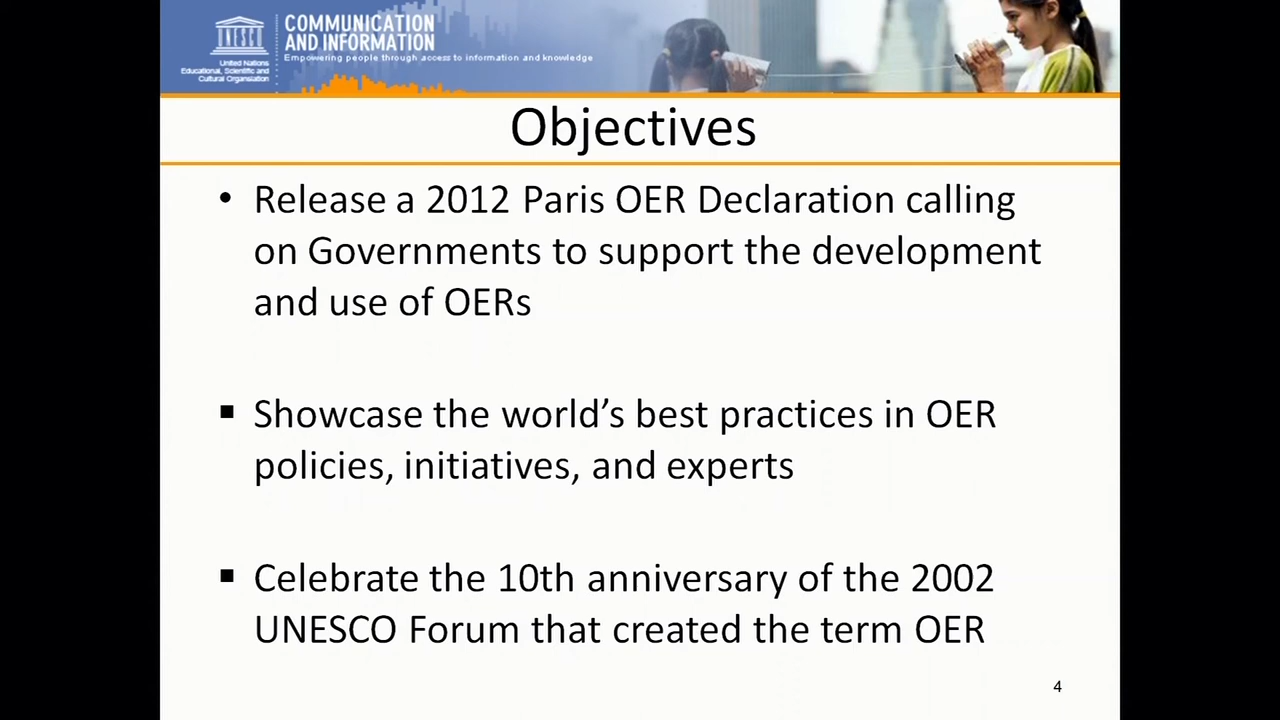 UNESCO
United Nations
Educational, Scientific and
Cultural Organisation
COMMUNICATION
AND INFORMATION
Empowering people through access to information and knowledge
Objectives
• Release a 2012 Paris OER Declaration calling
on Governments to support the development
and use of OERs
▪ Showcase the world’s best practices in OER
policies, initiatives, and experts
▪ Celebrate the 10th anniversary of the 2002
UNESCO Forum that created the term OER
4